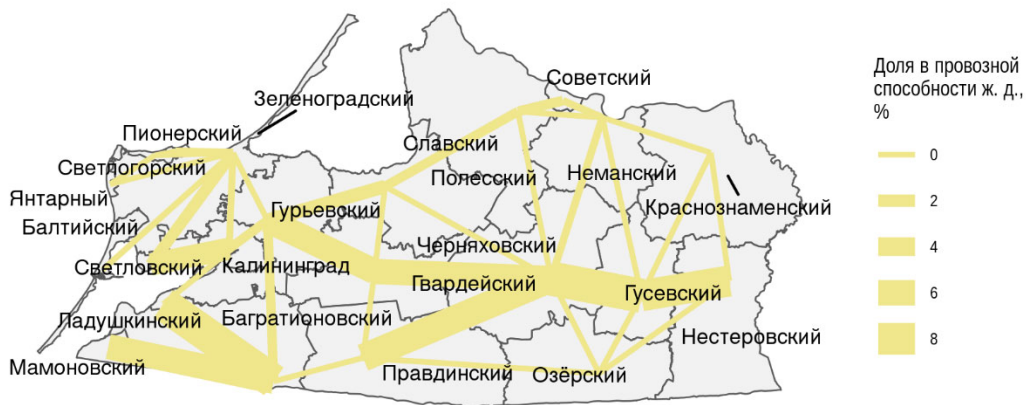 Советский
Зеленоградский
Пионерский
Славский
Светлогорский
Полесский
Неманский
Янтарный
Краснознаменский
Гурьевский
Балтийский
Черняховский
Светловский
Калининград
Гвардейский
Гусевский
Ладушкинский
Багратионовский
Нестеровский
Мамоновский
Правдинский
Озёрский
Доля в провозной
способности ж. д.,
%
0
2
4
6
8